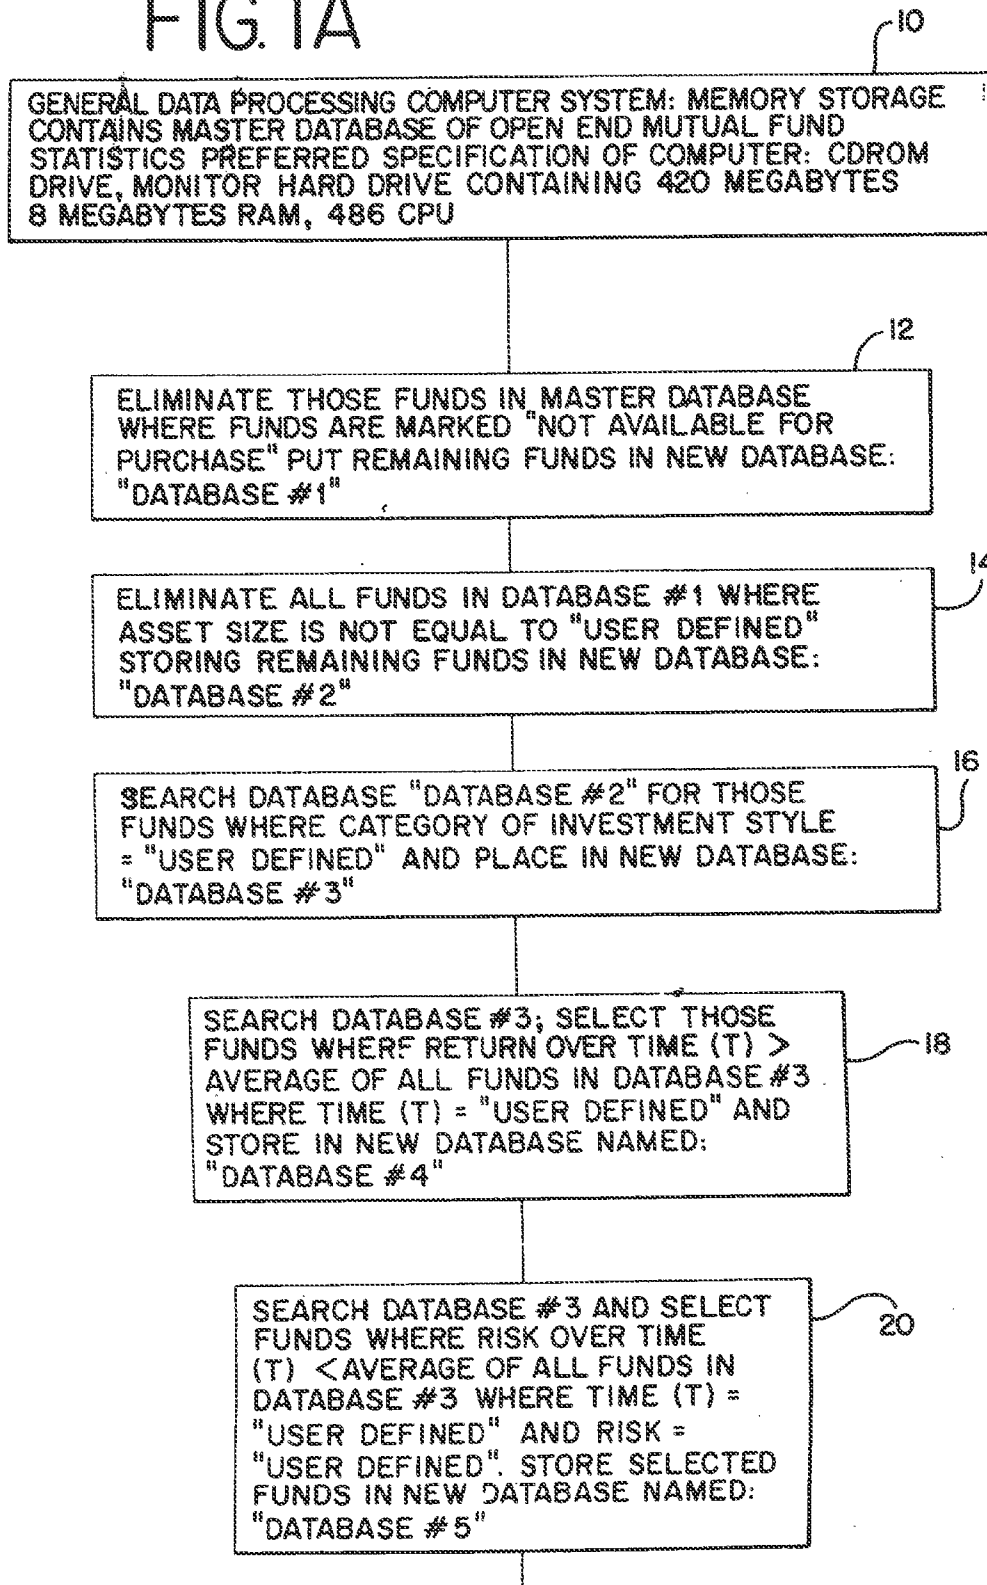 FIG. 1A
10
GENERAL DATA PROCESSING COMPUTER SYSTEM: MEMORY STORAGE
CONTAINS MASTER DATABASE OF OPEN END MUTUAL FUND
STATISTICS PREFERRED SPECIFICATION OF COMPUTER: CDROM
DRIVE, MONITOR HARD DRIVE CONTAINING 420 MEGABYTES
8 MEGABYTES RAM, 486 CPU
12
ELIMINATE THOSE FUNDS IN MASTER DATABASE
WHERE FUNDS ARE MARKED "NOT AVAILABLE FOR
PURCHASE" PUT REMAINING FUNDS IN NEW DATABASE:
"DATABASE #1"
14
ELIMINATE ALL FUNDS IN DATABASE #1 WHERE
ASSET SIZE IS NOT EQUAL TO "USER DEFINED"
STORING REMAINING FUNDS IN NEW DATABASE:
"DATABASE #2"
16
SEARCH DATABASE "DATABASE #2" FOR THOSE
FUNDS WHERE CATEGORY OF INVESTMENT STYLE
= "USER DEFINED" AND PLACE IN NEW DATABASE:
"DATABASE #3"
18
SEARCH DATABASE #3; SELECT THOSE
FUNDS WHERE RETURN OVER TIME (T) >
AVERAGE OF ALL FUNDS IN DATABASE #3
WHERE TIME (T) = "USER DEFINED" AND
STORE IN NEW DATABASE NAMED:
"DATABASE #4"
20
SEARCH DATABASE #3 AND SELECT
FUNDS WHERE RISK OVER TIME
(T) < AVERAGE OF ALL FUNDS IN
DATABASE #3 WHERE TIME (T) =
"USER DEFINED" AND RISK =
"USER DEFINED". STORE SELECTED
FUNDS IN NEW DATABASE NAMED:
"DATABASE #5"